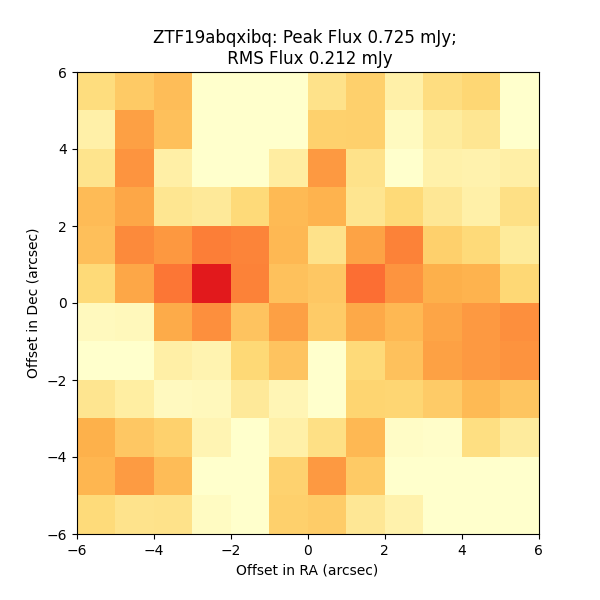 ZTF19abqxibq: Peak Flux 0.725 mJy;
RMS Flux 0.212 mJy
6
4
2
0
−2
−4
−6
Offset in Dec (arcsec)
−6 −4 −2 0 2 4 6
Offset in RA (arcsec)